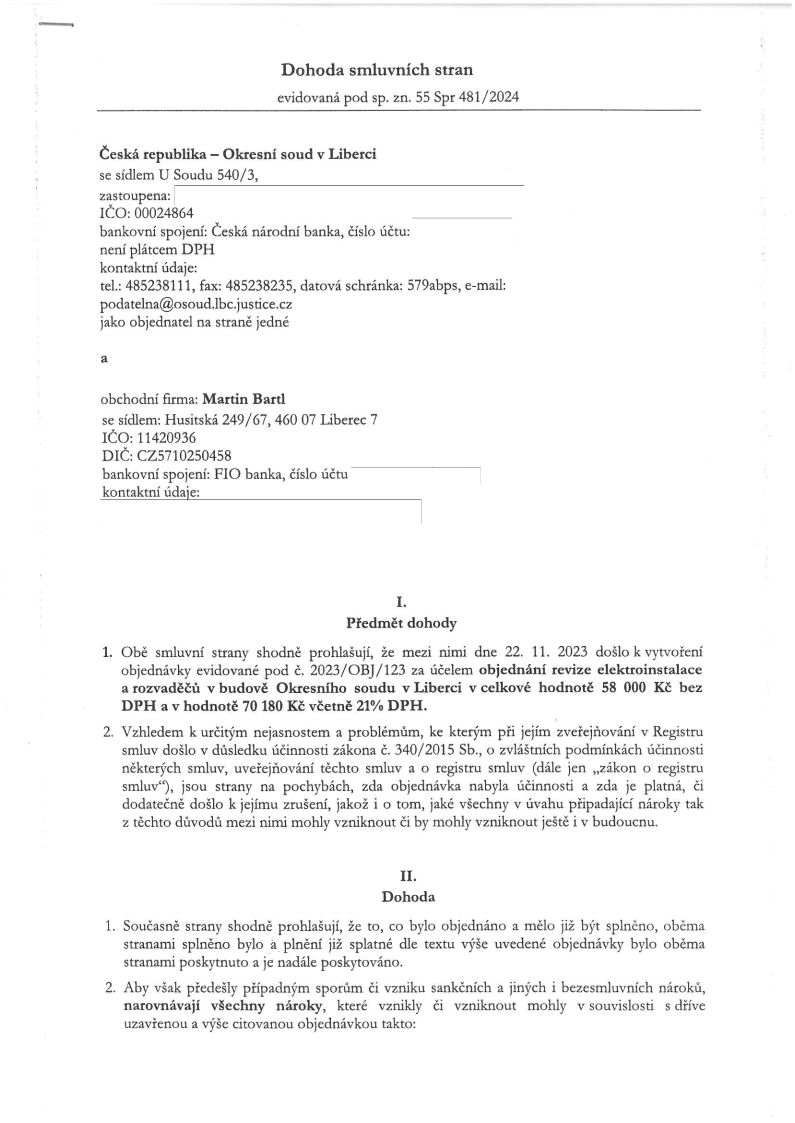 Dohoda smluvních stran
evidovaná pod sp. zn. 55 Spr 481/2024
Česká republika – Okresní soud v Liberci
se sídlem U Soudu 540/3,
zastoupena:
IČO: 00024864
bankovní spojení: Česká národní banka, číslo účtu:
není plátcem DPH
kontaktní údaje:
tel.: 485238111, fax: 485238235, datová schránka: 579abps, e-mail:
podatelna@osoud.lbc.justice.cz
jako objednatel na straně jedné
a
obchodní firma: Martin Bartl
se sídlem: Husitská 249/67, 460 07 Liberec 7
IČO: 11420936
DIČ: CZ5710250458
bankovní spojení: FIO banka, číslo účtu
kontaktní údaje:
I.
Předmět dohody
1. Obě smluvní strany shodně prohlašují, že mezi nimi dne 22. 11. 2023 došlo k vytvoření
objednávky evidované pod č. 2023/OBJ/123 za účelem objednání revize elektroinstalace
a rozvaděčů v budově Okresního soudu v Liberci v celkové hodnotě 58 000 Kč bez
DPH a v hodnotě 70 180 Kč včetně 21% DPH.
2. Vzhledem k určitým nejasnostem a problémům, ke kterým při jejím zveřejňování v Registru
smluv došlo v důsledku účinnosti zákona č. 340/2015 Sb., o zvláštních podmínkách účinnosti
některých smluv, uveřejňování těchto smluv a o registru smluv (dále jen „zákon o registru
smluv“), jsou strany na pochybách, zda objednávka nabyla účinnosti a zda je platná, či
dodatečně došlo k jejímu zrušení, jakož i o tom, jaké všechny v úvahu připadající nároky tak
z těchto důvodů mezi nimi mohly vzniknout či by mohly vzniknout ještě i v budoucnu.
II.
Dohoda
1. Současně strany shodně prohlašují, že to, co bylo objednáno a mělo již být splněno, oběma
stranami splněno bylo a plnění již splatné dle textu výše uvedené objednávky bylo oběma
stranami poskytnuto a je nadále poskytováno.
2. Aby však předešly případným sporům či vzniku sankčních a jiných i bezesmluvních nároků,
narovnávají všechny nároky, které vznikly či vzniknout mohly v souvislosti s dříve
uzavřenou a výše citovanou objednávkou takto: